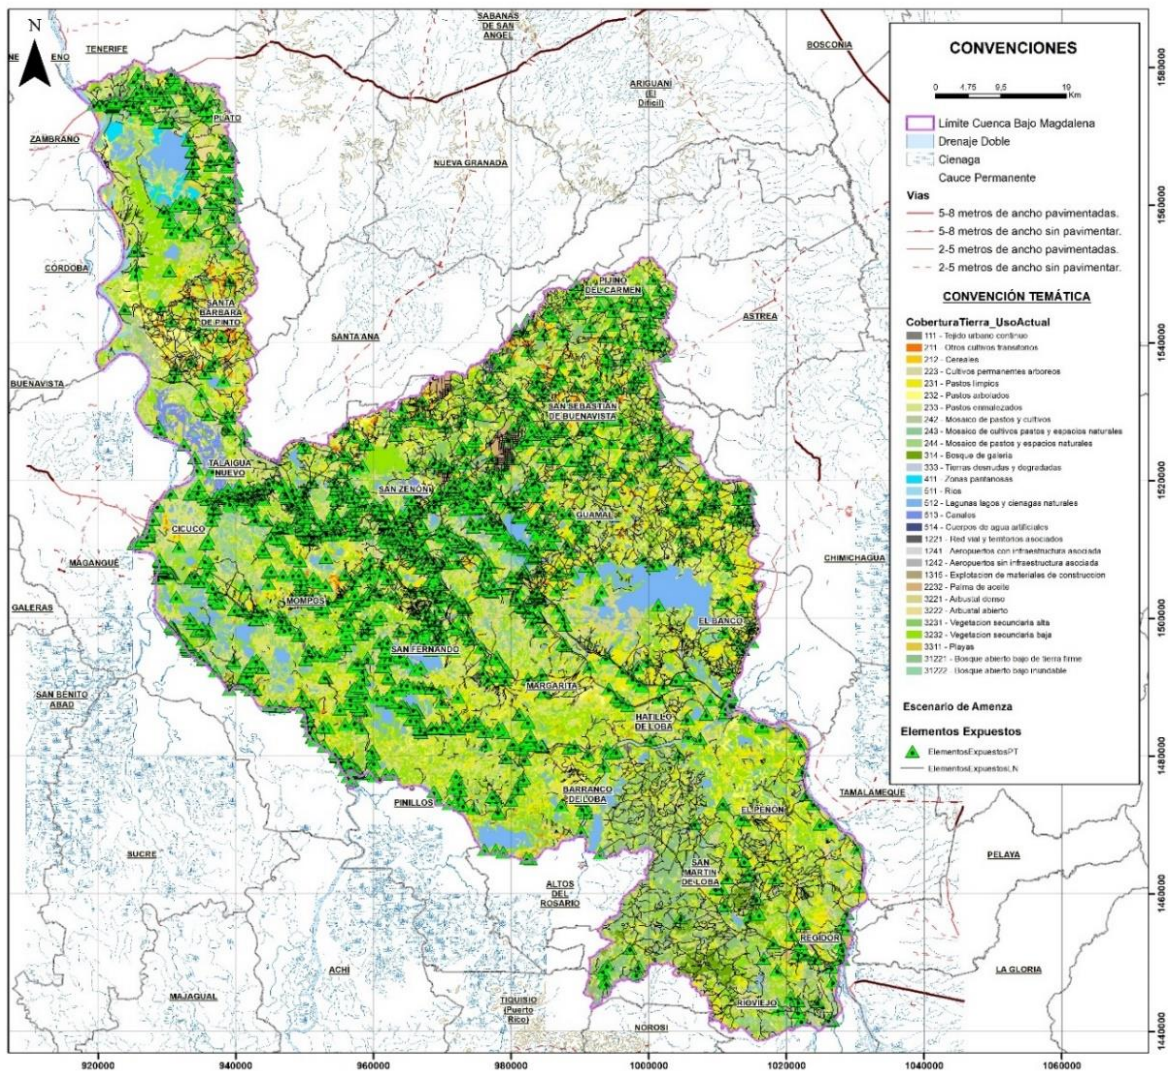 N
SABANAS
DE SAN
ANGEL
TENERIFE
BOSCONIA
ARIGUANÍ
(El
Dificil)
PLATO
ZAMBRANO
NUEVA GRANADA
CÓRDOBA
PIJIÑO
DEL CARMEN
SANTA
BÁRBARA
DE PINTO
SANTA ANA
ASTREA
BUENAVISTA
SAN SEBASTIÁN
DE BUENAVISTA
TALAIGUA
NUEVO
SAN ZENÓN
GUAMAL
CICUCO
MAGANGUÉ
CHIMICHAGUA
GALERAS
MOMPÓS
EL BANCO
SAN FERNANDO
SAN BENITO
ABAD
MARGARITA
HATILLO
DE LOBA
BARRANCO
DE LOBA
PINILLOS
EL PEÑÓN
TAMALAMEQUE
SUCRE
SAN
MARTÍN
DE LOBA
PELAYA
ALTOS
DEL
ROSARIO
REGIDOR
ACHÍ
LA GLORIA
MAJAGUAL
TIQUISIO
(Puerto
Rico)
RIOVIEJO
NOROSÍ
CONVENCIONES
0 4.75 9,5 19
Km
Límite Cuenca Bajo Magdalena
Drenaje Doble
Cienaga
Cauce Permanente
Vias
5-8 metros de ancho pavimentadas.
5-8 metros de ancho sin pavimentar.
2-5 metros de ancho pavimentadas.
2-5 metros de ancho sin pavimentar.
CONVENCIÓN TEMÁTICA
CoberturaTierra_UsoActual
111 - Tejido urbano continuo
211 - Otros cultivos transitorios
212 - Cereales
223 - Cultivos permanentes arboreos
231 - Pastos limpios
232 - Pastos arbolados
233 - Pastos enmalezados
242 - Mosaico de pastos y cultivos
243 - Mosaico de cultivos pastos y espacios naturales
244 - Mosaico de pastos y espacios naturales
314 - Bosque de galeria
333 - Tierras desnudas y degradadas
411 - Zonas pantanosas
511 - Rios
512 - Lagunas lagos y cienagas naturales
513 - Canales
514 - Cuerpos de agua artificiales
1221 - Red vial y territorios asociados
1241 - Aeropuertos con infraestructura asociada
1242 - Aeropuertos sin infraestructura asociada
1315 - Explotacion de materiales de construccion
2232 - Palma de aceite
3221 - Arbustal denso
3222 - Arbustal abierto
3231 - Vegetacion secundaria alta
3232 - Vegetacion secundaria baja
3311 - Playas
31221 - Bosque abierto bajo de tierra firme
31222 - Bosque abierto bajo inundable
Escenario de Amenza
Elementos Expuestos
ElementosExpuestosPT
ElementosExpuestosLN
1580000
1560000
1540000
1520000
1500000
1480000
1460000
1440000
920000 940000 960000 980000 1000000 1020000 1040000 1060000